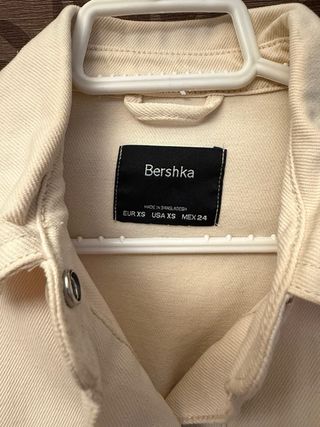 Bershka
MADE IN BANGLADESH
EUR XS USA XS MEX 24